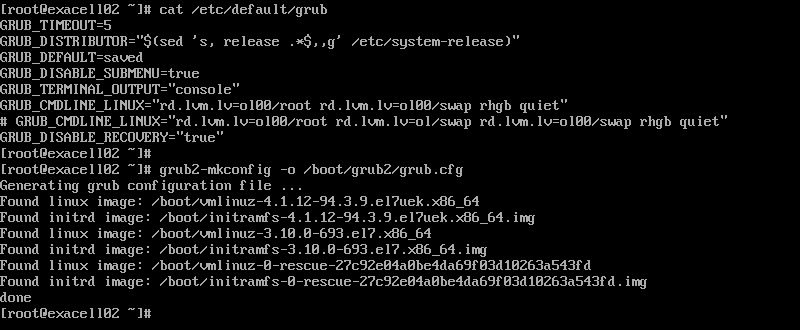 [root@exacell02 ~]# cat /etc/default/grub
GRUB_TIMEOUT=5
GRUB_DISTRIBUTOR="$(sed 's, release .*$,,g' /etc/system-release)"
GRUB_DEFAULT=saved
GRUB_DISABLE_SUBMENU=true
GRUB_TERMINAL_OUTPUT="console"
GRUB_CMDLINE_LINUX="rd.lvm.lv=ol00/root rd.lvm.lv=ol00/swap rhgb quiet"
# GRUB_CMDLINE_LINUX="rd.lvm.lv=ol00/root rd.lvm.lv=ol/swap rd.lvm.lv=ol00/swap rhgb quiet"
GRUB_DISABLE_RECOVERY="true"
[root@exacell02 ~]#
[root@exacell02 ~]# grub2-mkconfig -o /boot/grub2/grub.cfg
Generating grub configuration file ...
Found linux image: /boot/vmlinuz-4.1.12-94.3.9.el7uek.x86_64
Found initrd image: /boot/initramfs-4.1.12-94.3.9.el7uek.x86_64.img
Found linux image: /boot/vmlinuz-3.10.0-693.el7.x86_64
Found initrd image: /boot/initramfs-3.10.0-693.el7.x86_64.img
Found linux image: /boot/vmlinuz-0-rescue-27c92e04a0be4da69f03d10263a543fd
Found initrd image: /boot/initramfs-0-rescue-27c92e04a0be4da69f03d10263a543fd.img
done
[root@exacell02 ~]#